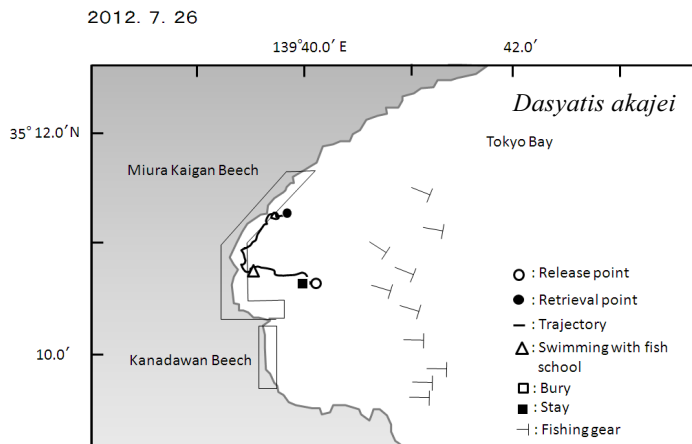 2012. 7. 26
139°40.0′ E
42.0′
Dasyatis akajei
35°12.0′N
Tokyo Bay
Miura Kaigan Beech
: Release point
: Retrieval point
: Trajectory
: Swimming with fish
school
10.0′
Kanadawan Beech
: Bury
: Stay
: Fishing gear